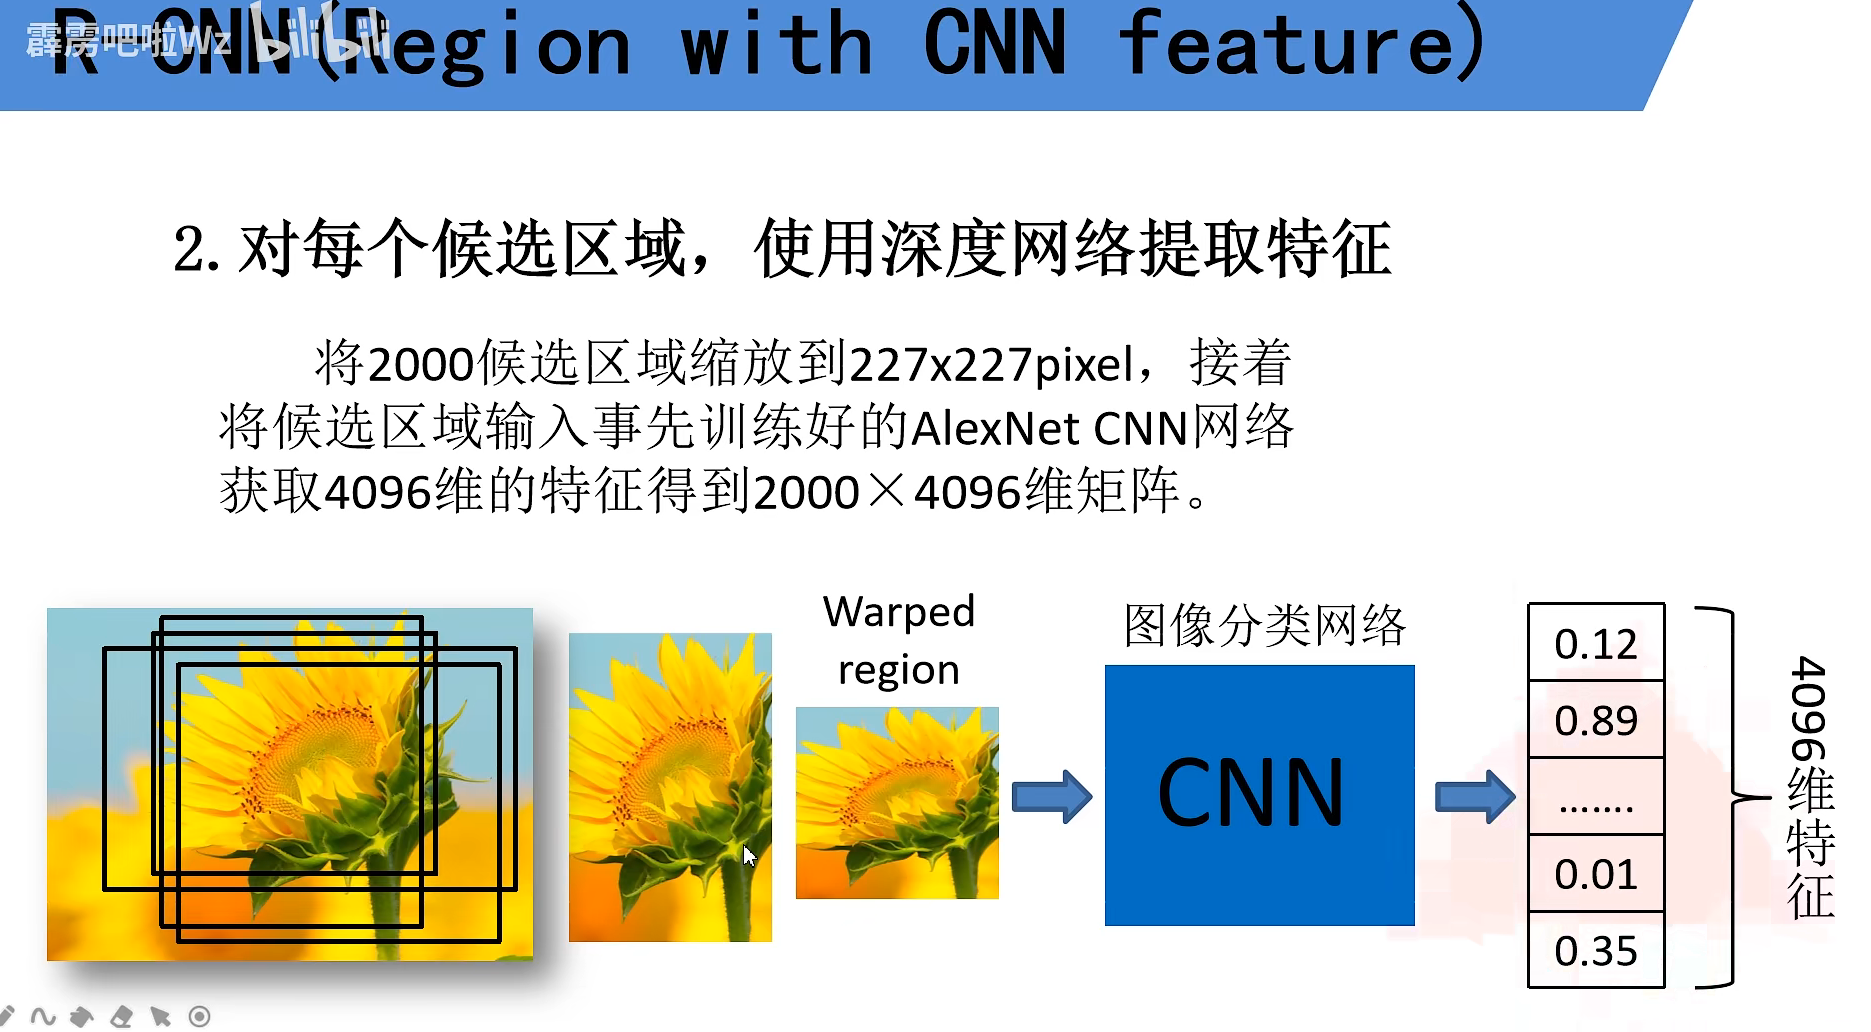 R-CNN(Region with CNN feature)
霹雳吧啦Wz bilibili
2.对每个候选区域，使用深度网络提取特征
将2000候选区域缩放到227x227pixel，接着
将候选区域输入事先训练好的AlexNet CNN网络
获取4096维的特征得到2000×4096维矩阵。
Warped
region
图像分类网络
CNN
0.12
0.89
.......
0.01
0.35
4096维特征